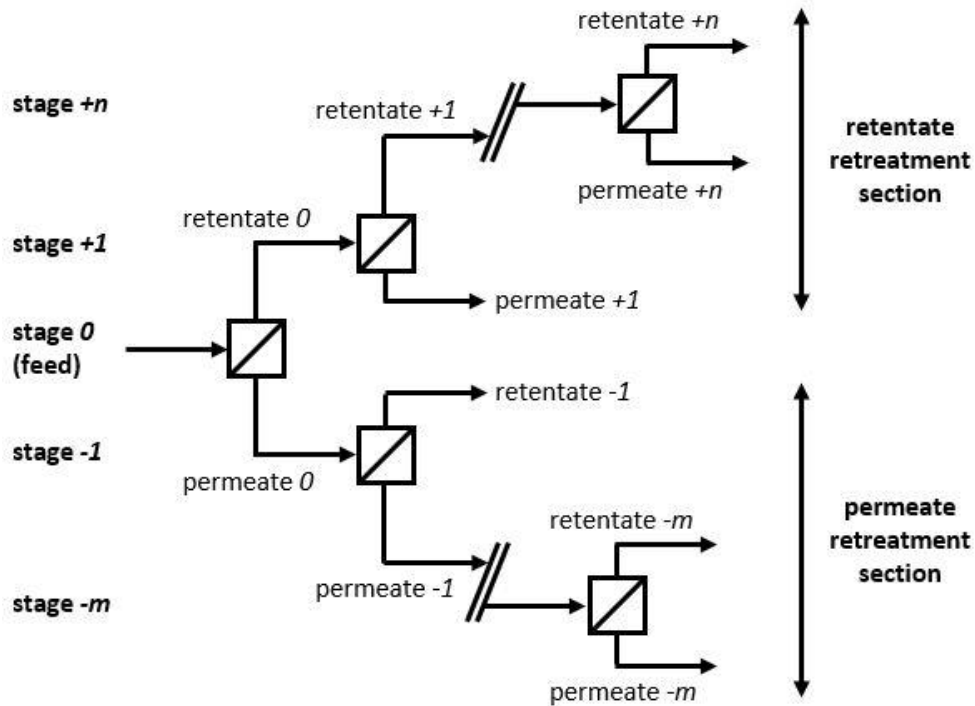 retentate +n
stage +n
retentate +1
retentate
retreatment
section
permeate +n
retentate 0
stage +1
permeate +1
stage 0
(feed)
retentate -1
stage -1
permeate 0
retentate -m
permeate
retreatment
section
permeate -1
stage -m
permeate -m